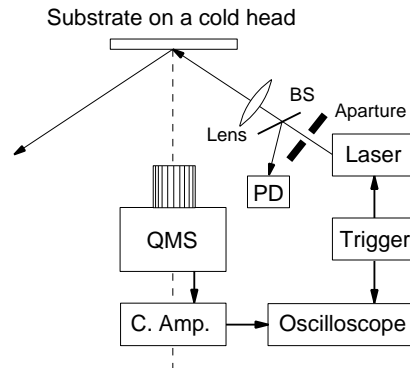 Substrate on a cold head
BS
Aparture
Lens
Laser
PD
QMS
Trigger
C. Amp.
Oscilloscope